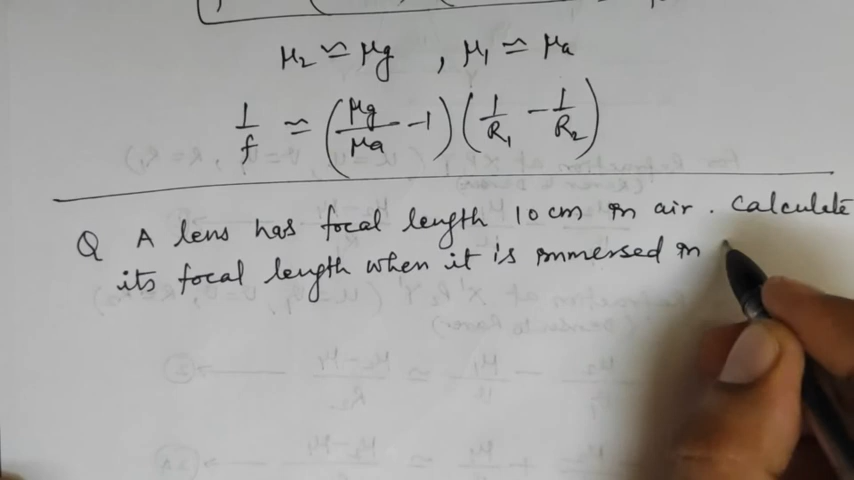 μ₂ ≃ μg , μ₁ ≃ μa
1/f ≃ (μg/μa - 1) (1/R₁ - 1/R₂)
Q A lens has focal length 10 cm in air. Calculate
its focal length when it is immersed in